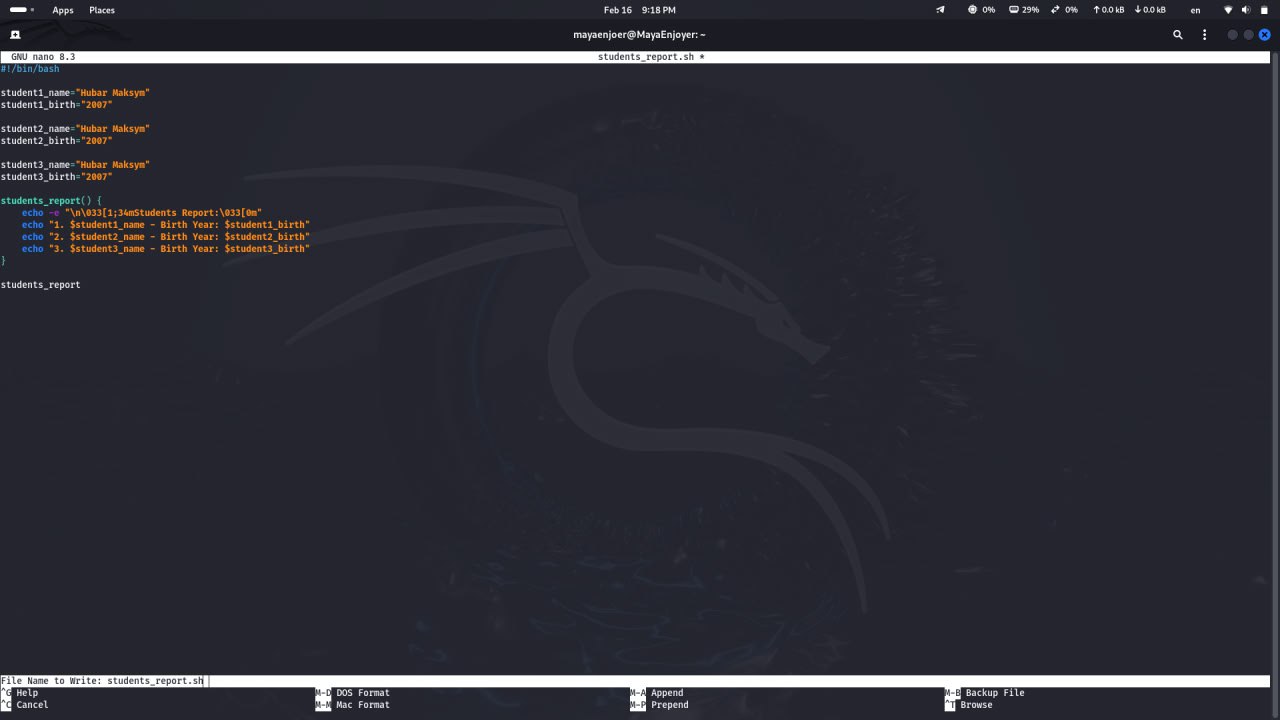 Apps Places Feb 16 9:18 PM 0% 29% 0% ↑0.0 kB ↓0.0 kB en
mayaenjoer@MayaEnjoyer: ~
GNU nano 8.3 students_report.sh *
#!/bin/bash
student1_name="Hubar Maksym"
student1_birth="2007"
student2_name="Hubar Maksym"
student2_birth="2007"
student3_name="Hubar Maksym"
student3_birth="2007"
students_report() {
    echo -e "\n\033[1;34mStudents Report:\033[0m"
    echo "1. $student1_name - Birth Year: $student1_birth"
    echo "2. $student2_name - Birth Year: $student2_birth"
    echo "3. $student3_name - Birth Year: $student3_birth"
}
students_report
File Name to Write: students_report.sh
^G Help M-D DOS Format M-A Append M-B Backup File
^C Cancel M-M Mac Format M-P Prepend ^T Browse